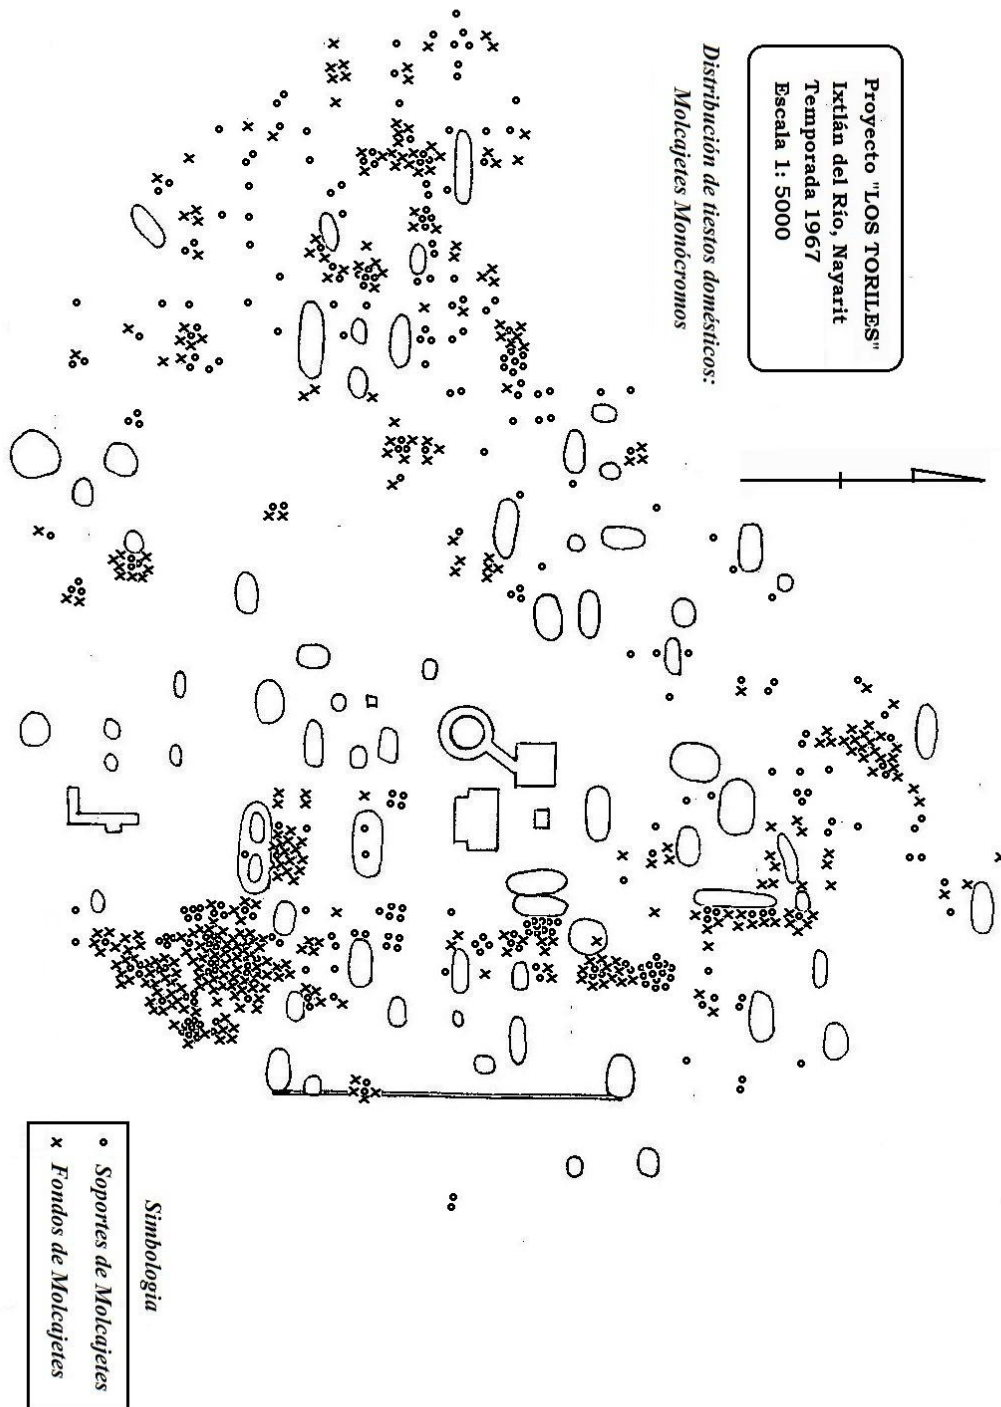 Proyecto "LOS TORILES"
Ixtlán del Río, Nayarit
Temporada 1967
Escala 1: 5000
Distribución de tiestos domésticos:
Molcajetes Monócromos
Simbologia
Soportes de Molcajetes
Fondos de Molcajetes